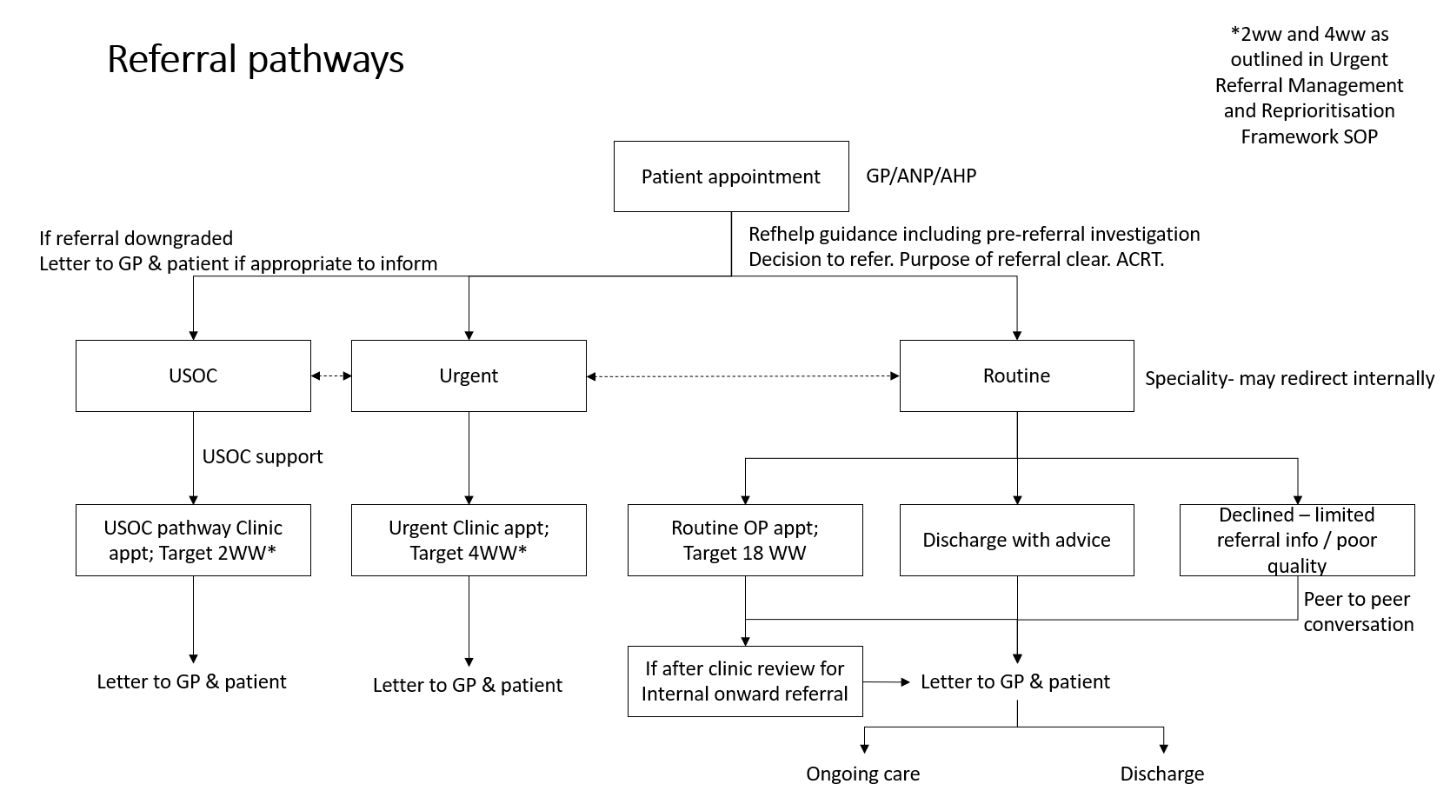 Referral pathways
*2ww and 4ww as
outlined in Urgent
Referral Management
and Reprioritisation
Framework SOP
Patient appointment
GP/ANP/AHP
If referral downgraded
Letter to GP & patient if appropriate to inform
Refhelp guidance including pre-referral investigation
Decision to refer. Purpose of referral clear. ACRT.
USOC
Urgent
Routine
Speciality- may redirect internally
USOC support
USOC pathway Clinic
appt; Target 2WW*
Urgent Clinic appt;
Target 4WW*
Routine OP appt;
Target 18 WW
Discharge with advice
Declined – limited
referral info / poor
quality
Peer to peer
conversation
Letter to GP & patient
Letter to GP & patient
If after clinic review for
Internal onward referral
Letter to GP & patient
Ongoing care
Discharge